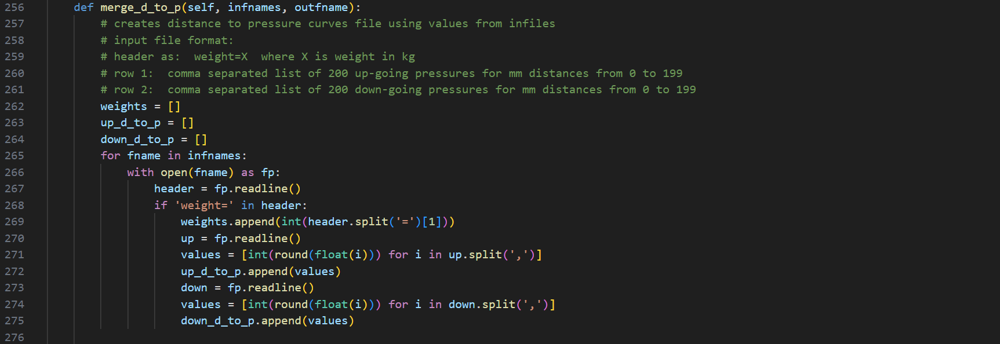 256 def merge_d_to_p(self, infnames, outfname):
257 # creates distance to pressure curves file using values from infiles
258 # input file format:
259 # header as:  weight=X  where X is weight in kg
260 # row 1:  comma separated list of 200 up-going pressures for mm distances from 0 to 199
261 # row 2:  comma separated list of 200 down-going pressures for mm distances from 0 to 199
262 weights = []
263 up_d_to_p = []
264 down_d_to_p = []
265 for fname in infnames:
266 with open(fname) as fp:
267 header = fp.readline()
268 if 'weight=' in header:
269 weights.append(int(header.split('=')[1]))
270 up = fp.readline()
271 values = [int(round(float(i))) for i in up.split(',')]
272 up_d_to_p.append(values)
273 down = fp.readline()
274 values = [int(round(float(i))) for i in down.split(',')]
275 down_d_to_p.append(values)
276